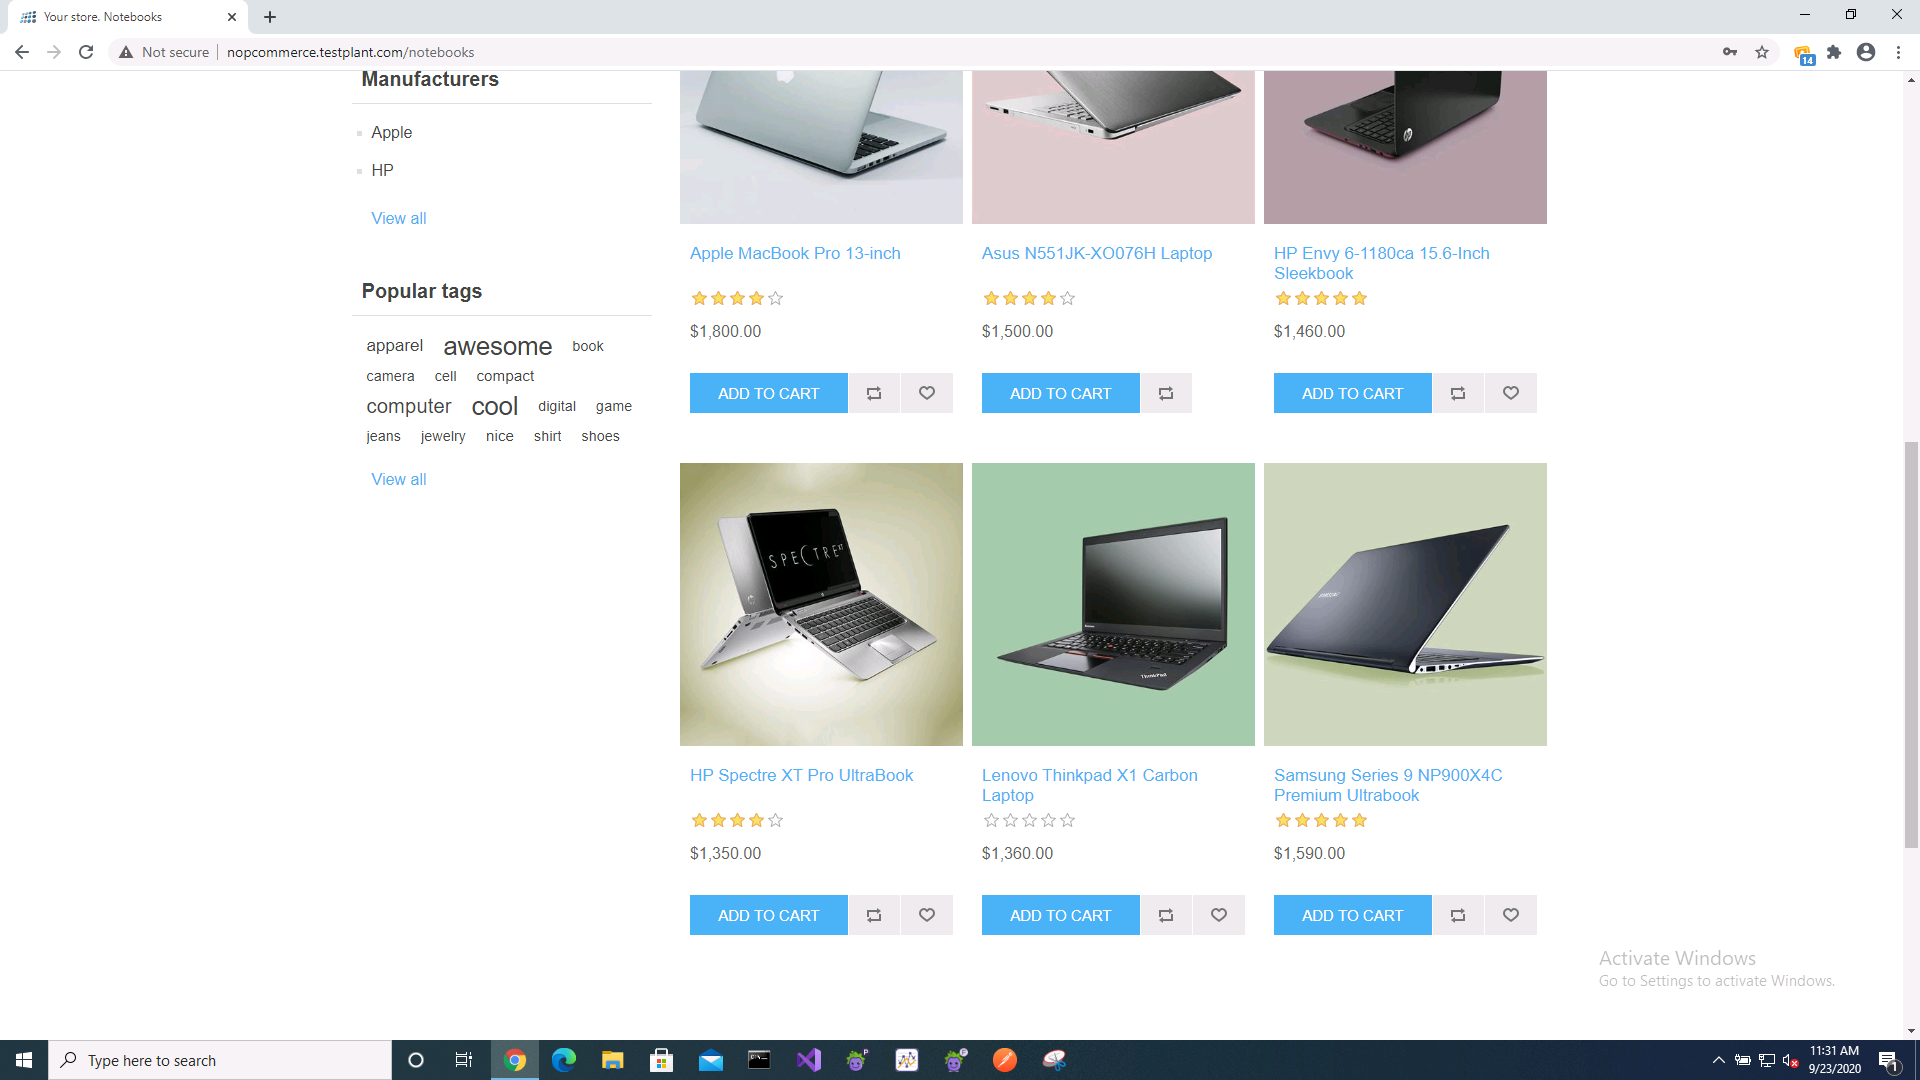 Your store. Notebooks
Not secure
nopcommerce.testplant.com/notebooks
14
Manufacturers
Apple
HP
View all
Popular tags
apparel awesome book
camera cell compact
computer cool digital game
jeans jewelry nice shirt shoes
View all
Apple MacBook Pro 13-inch
$1,800.00
ADD TO CART
Asus N551JK-XO076H Laptop
$1,500.00
ADD TO CART
HP Envy 6-1180ca 15.6-Inch
Sleekbook
$1,460.00
ADD TO CART
SPECTRE XT
HP Spectre XT Pro UltraBook
$1,350.00
ADD TO CART
ThinkPad
Lenovo Thinkpad X1 Carbon
Laptop
$1,360.00
ADD TO CART
SAMSUNG
Samsung Series 9 NP900X4C
Premium Ultrabook
$1,590.00
ADD TO CART
Activate Windows
Go to Settings to activate Windows.
Type here to search
11:31 AM
9/23/2020
1